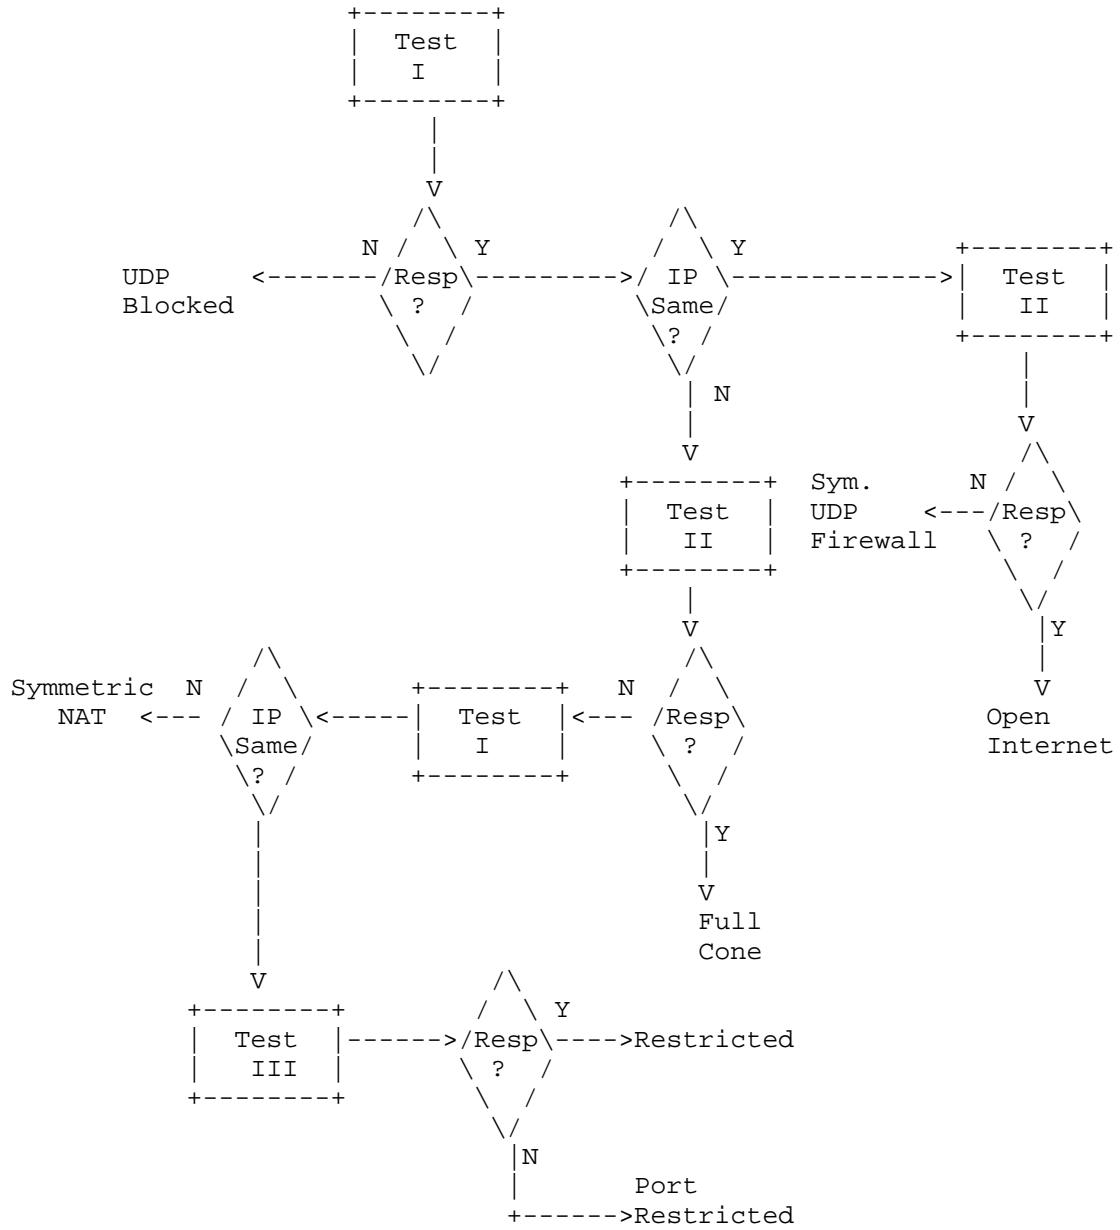 Test
I
N
Y
Y
UDP
Blocked
Resp
?
IP
Same
?
Test
II
N
Test
II
Sym.
UDP
Firewall
N
Resp
?
Y
Open
Internet
Symmetric
NAT
N
IP
Same
?
Test
I
N
Resp
?
Y
Full
Cone
V
V
V
V
V
V
V
Test
III
Resp
?
Y
Restricted
N
Port
Restricted